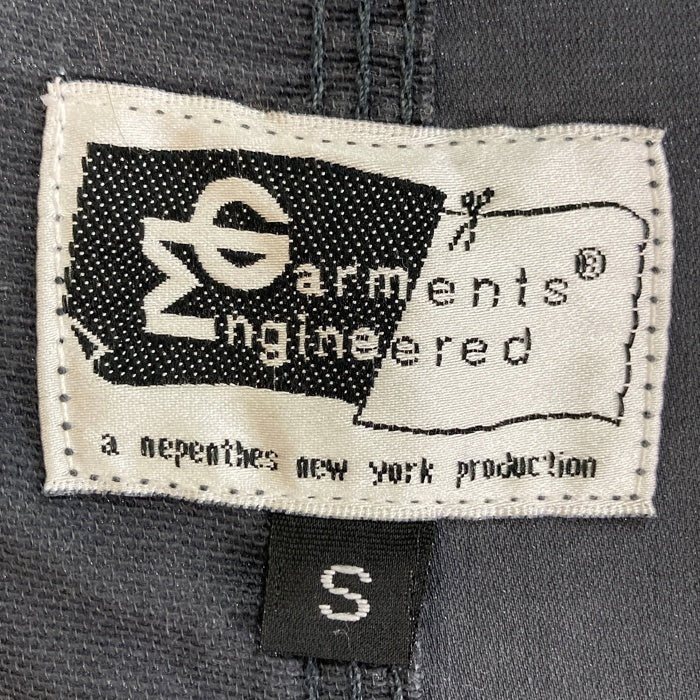 Garments®
Engineered
a nepenthes new york production
S